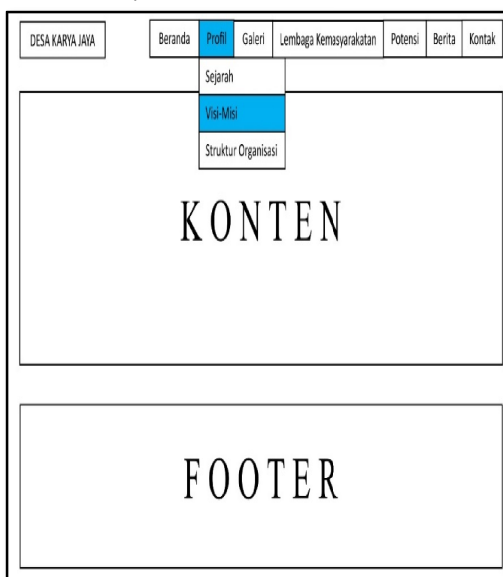 DESA KARYA JAYA
Beranda Profil Galeri Lembaga Kemasyarakatan Potensi Berita Kontak
Sejarah
Visi-Misi
Struktur Organisasi
KONTEN
FOOTER